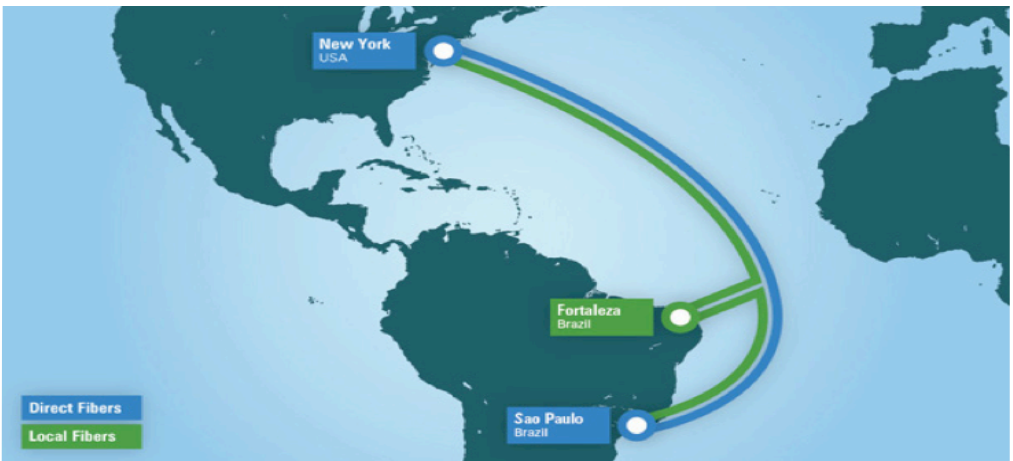 New York
USA
Fortaleza
Brazil
Sao Paulo
Brazil
Direct Fibers
Local Fibers